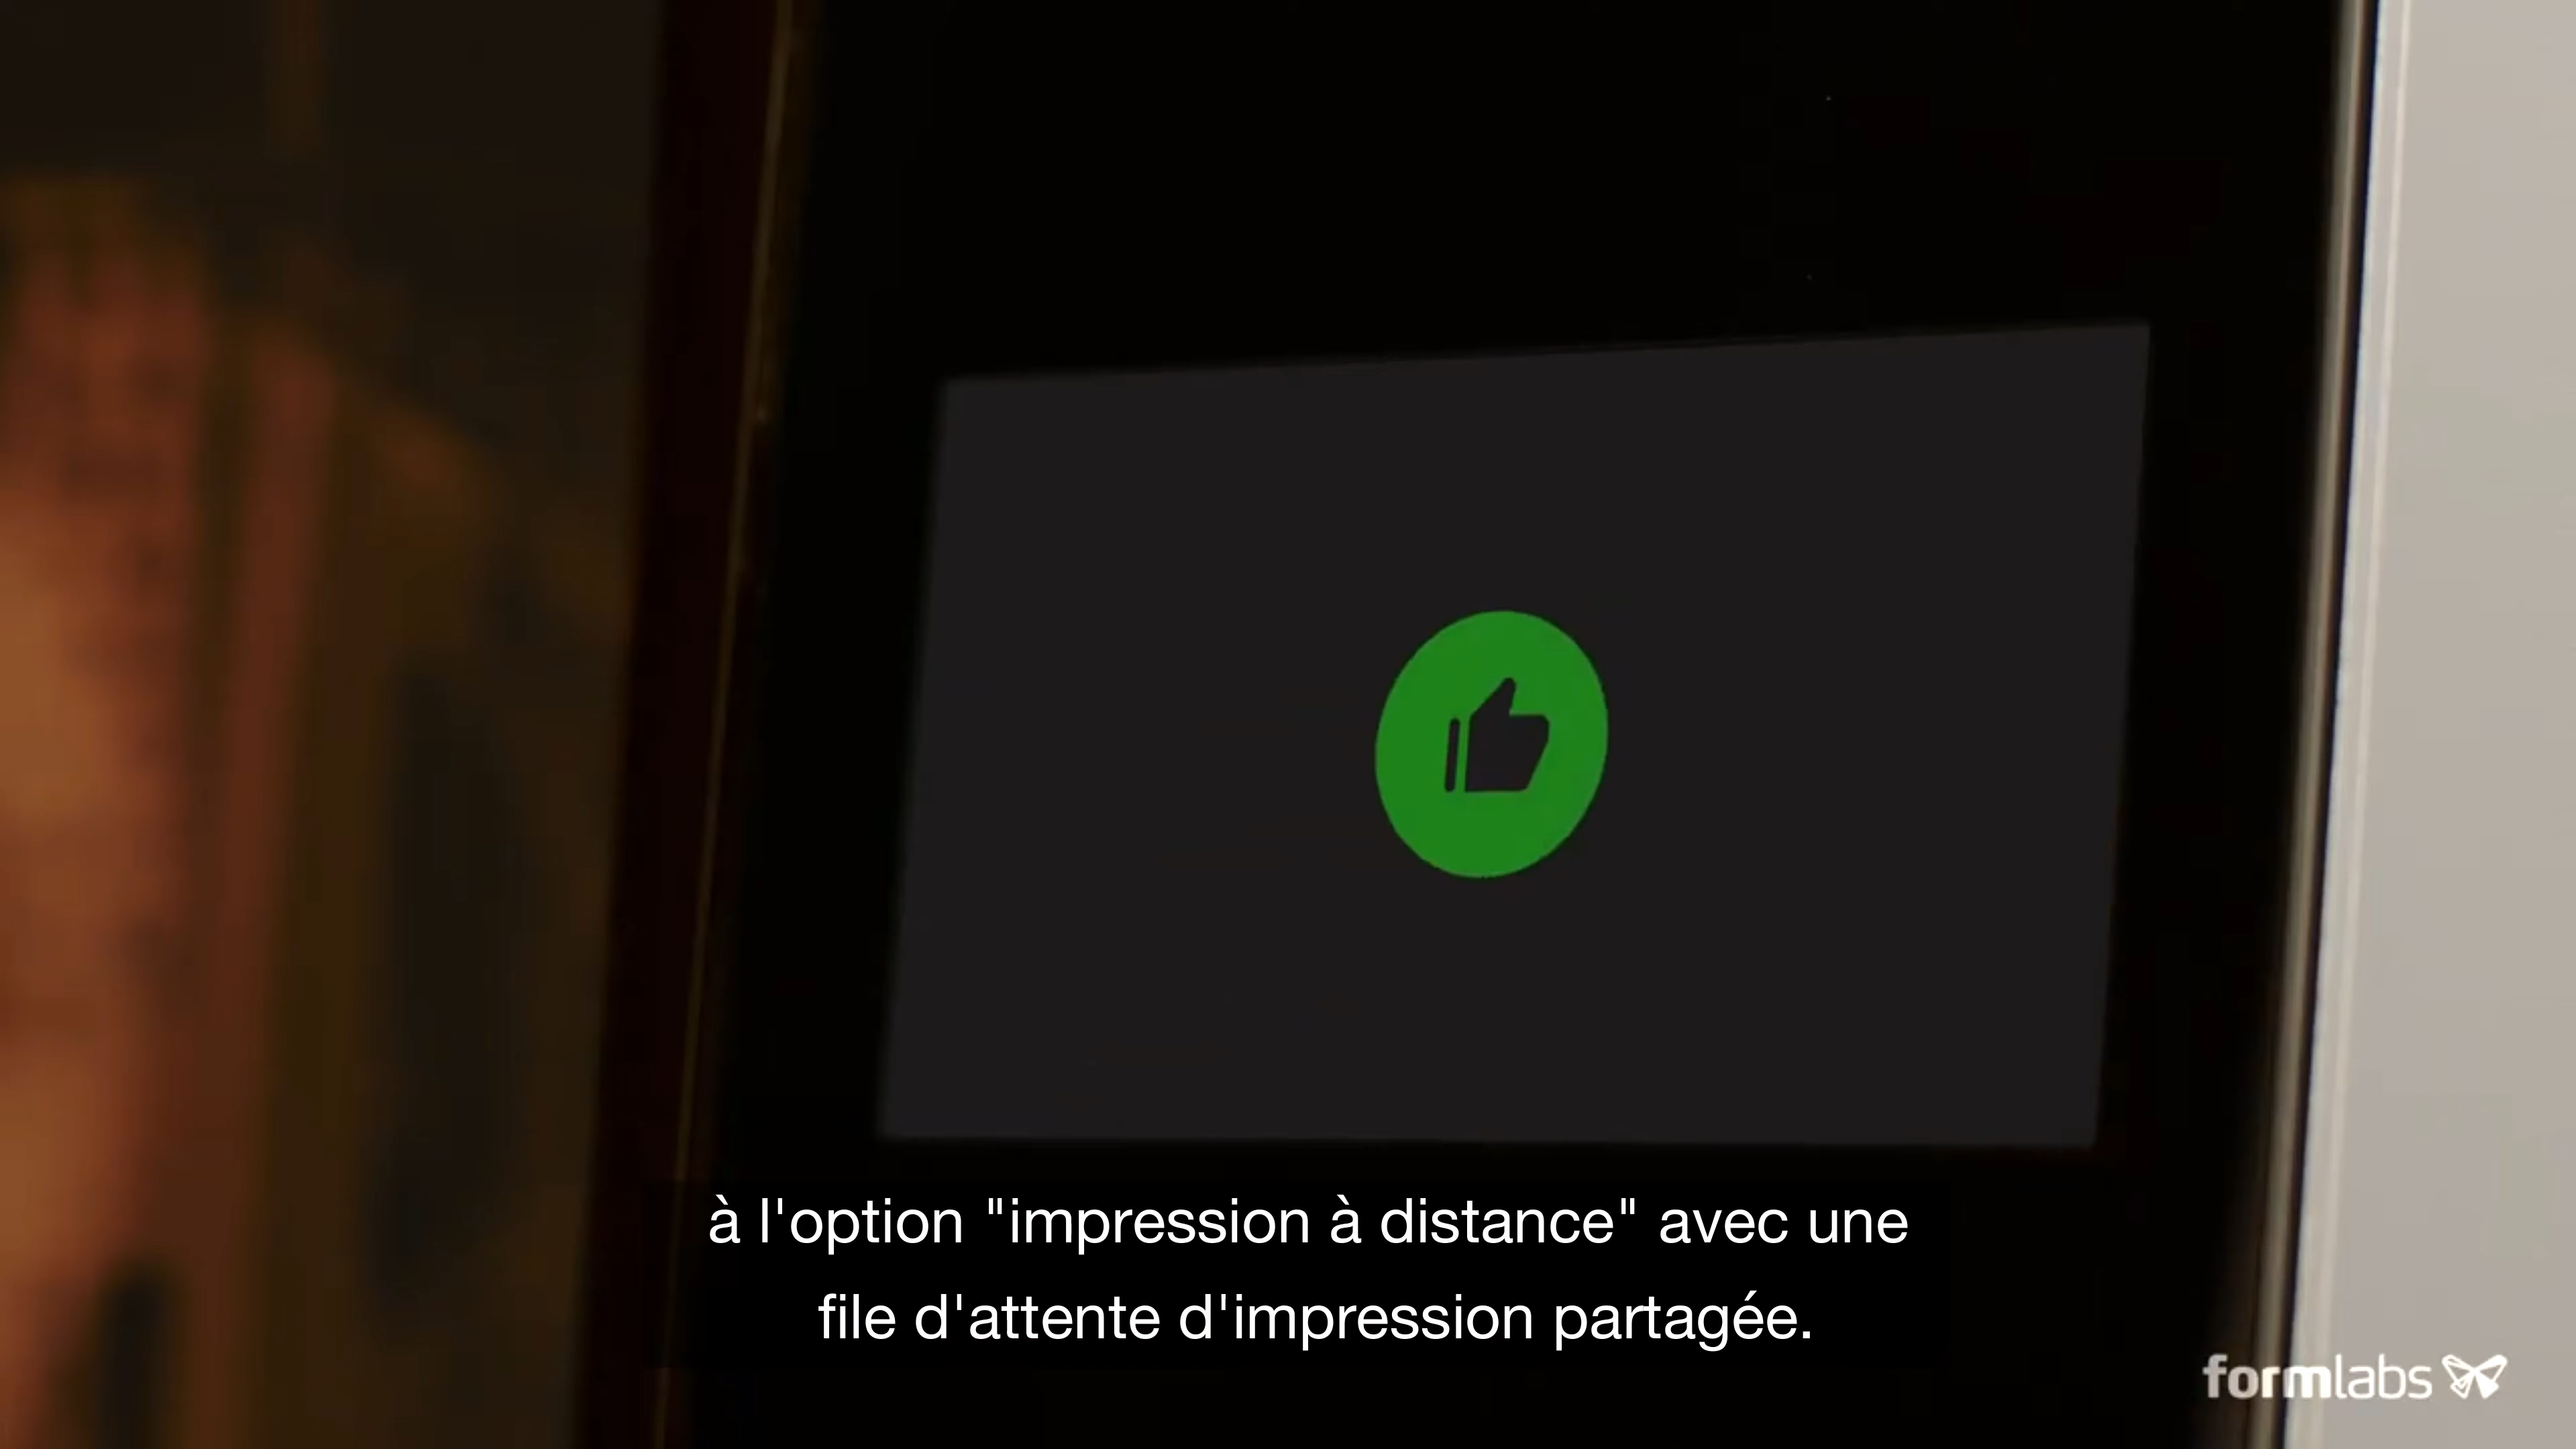 à l'option "impression à distance" avec une
file d'attente d'impression partagée.
formlabs